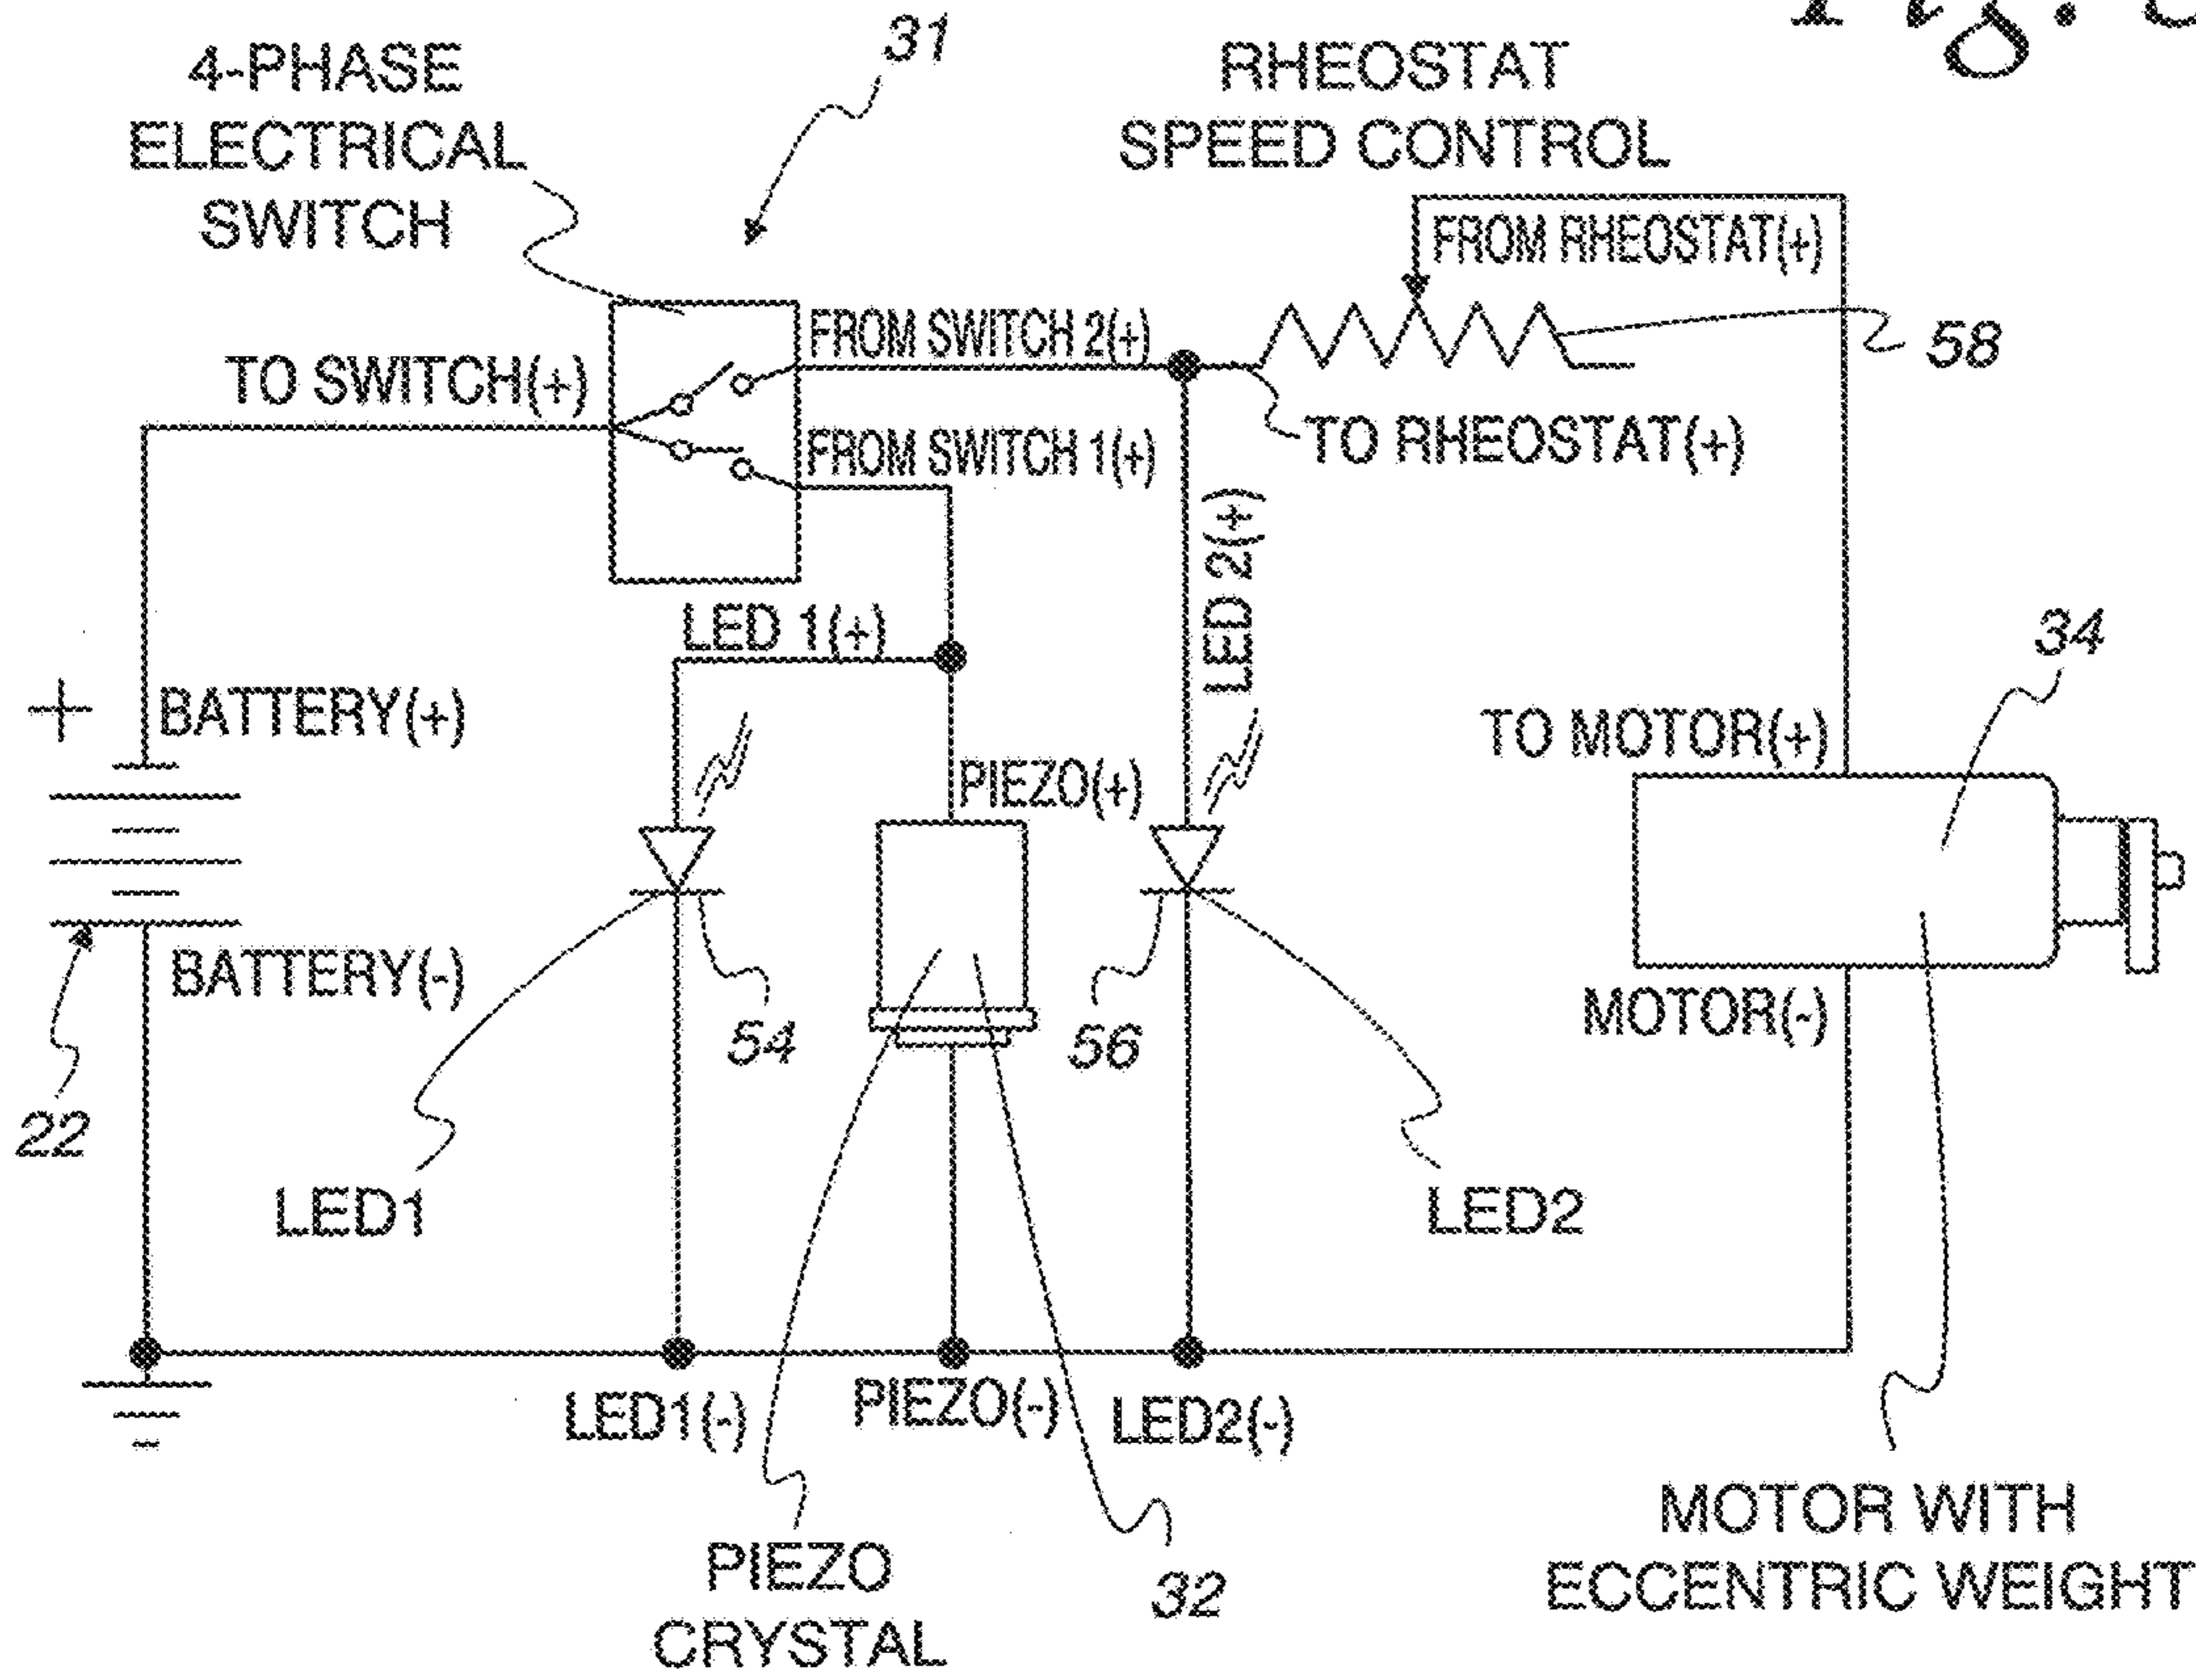 Fig.
31
4-PHASE
ELECTRICAL
SWITCH
RHEOSTAT
SPEED CONTROL
FROM RHEOSTAT(+)
FROM SWITCH 2(+)
58
TO SWITCH(+)
TO RHEOSTAT(+)
FROM SWITCH 1(+)
LED 2(+)
LED 1(+)
34
+
BATTERY(+)
TO MOTOR(+)
PIEZO(+)
BATTERY(-)
MOTOR(-)
54
56
22
LED1
LED2
LED1(-)
PIEZO(-)
LED2(-)
MOTOR WITH
ECCENTRIC WEIGHT
PIEZO
CRYSTAL
32